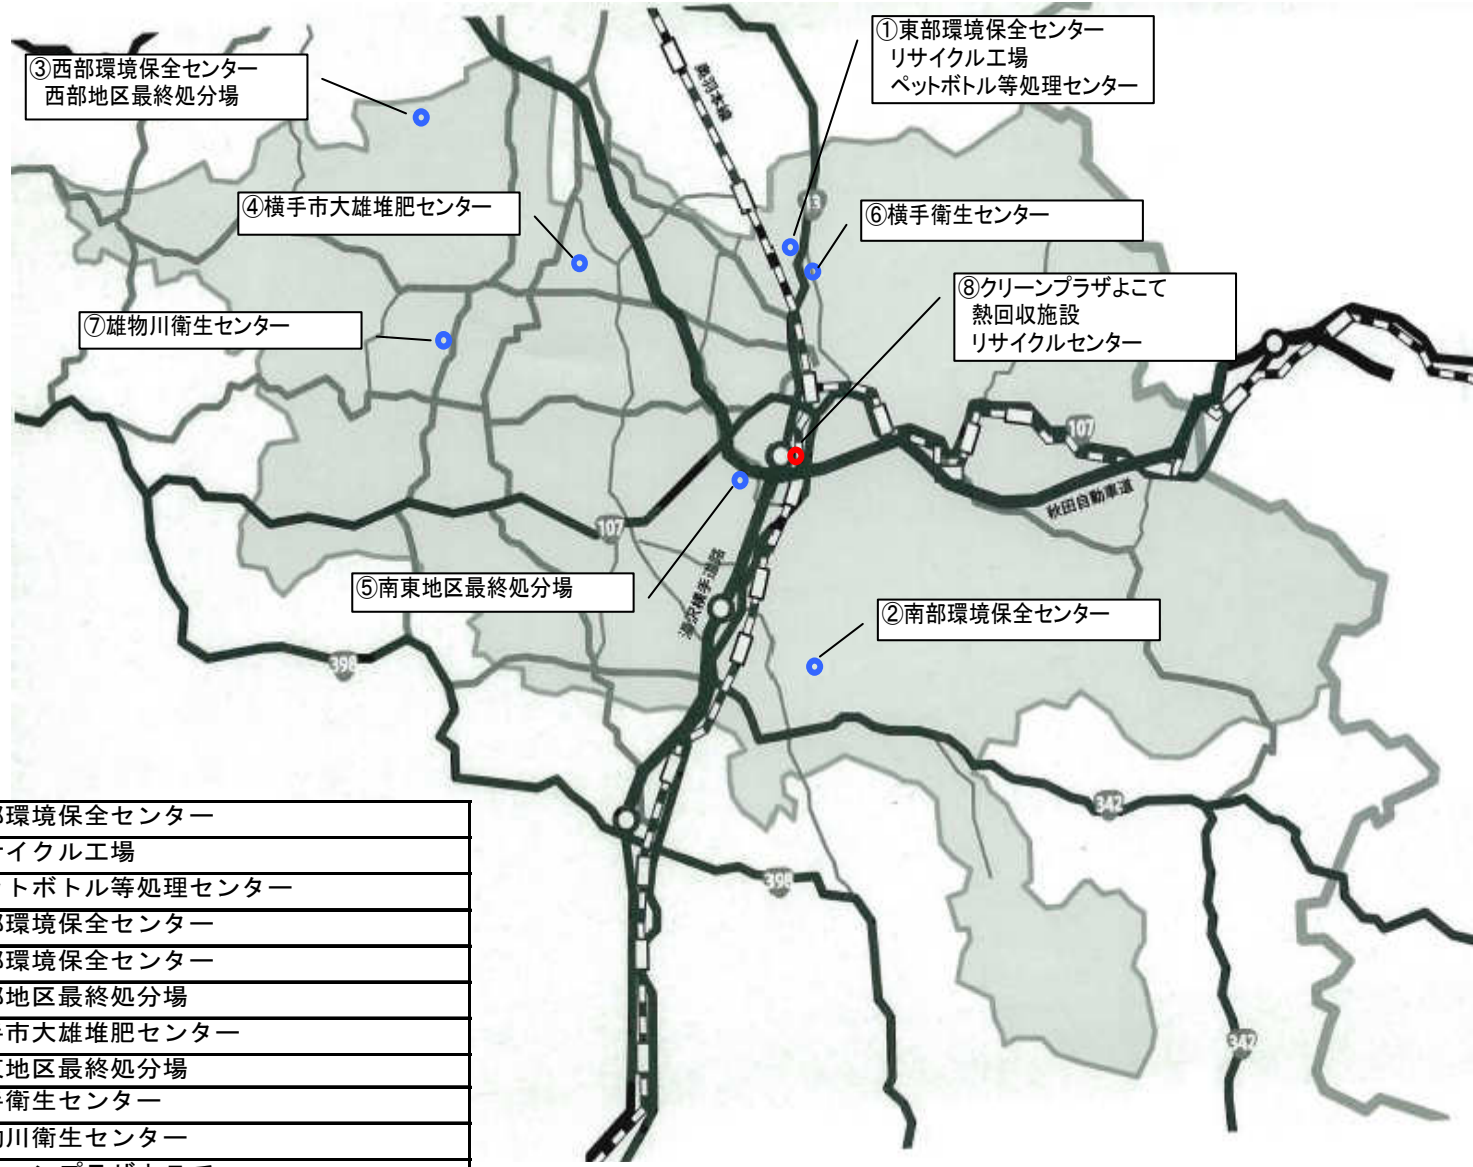 ①東部環境保全センター
リサイクル工場
ペットボトル等処理センター
③西部環境保全センター
西部地区最終処分場
奥羽本線
④横手市大雄堆肥センター
13
⑥横手衛生センター
⑧クリーンプラザよこて
熱回収施設
リサイクルセンター
⑦雄物川衛生センター
107
秋田自動車道
107
⑤南東地区最終処分場
湯沢横手道路
②南部環境保全センター
398
342
398
342
部環境保全センター
サイクル工場
ットボトル等処理センター
部環境保全センター
部環境保全センター
部地区最終処分場
手市大雄堆肥センター
東地区最終処分場
手衛生センター
物川衛生センター